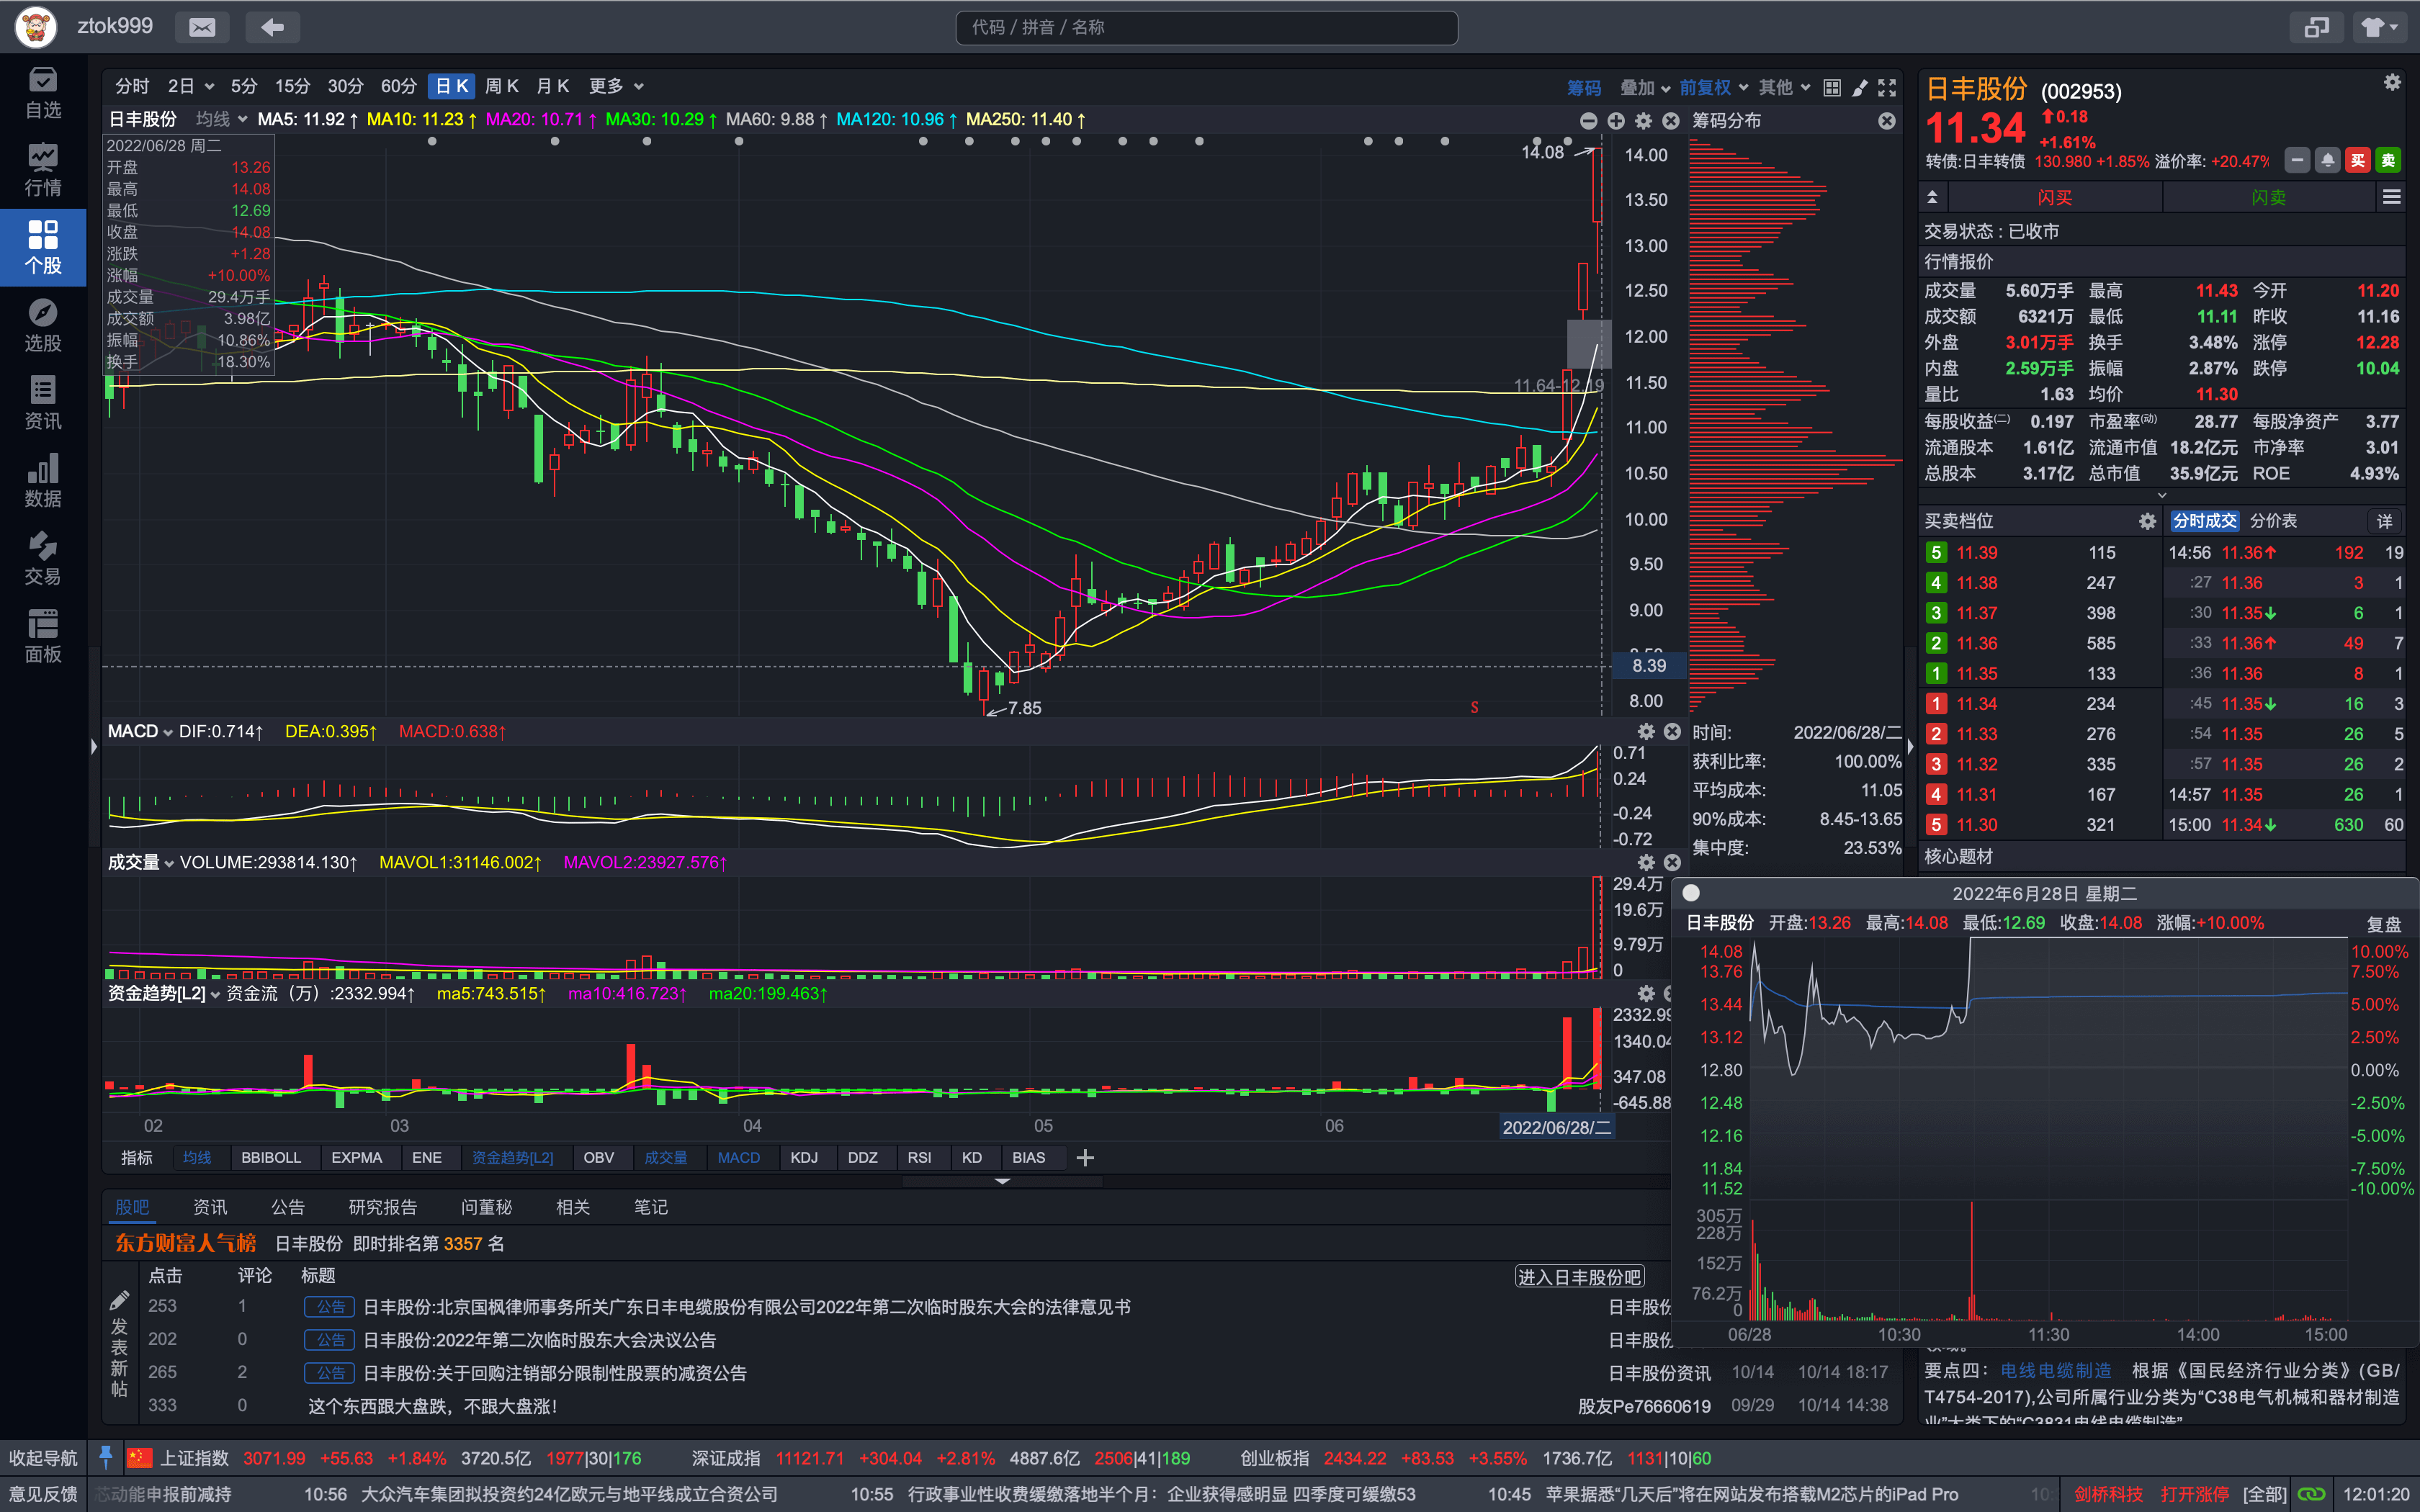 ztok999
代码 / 拼音 / 名称
自选
行情
个股
选股
资讯
数据
交易
面板
分时 2日 5分 15分 30分 60分 日K 周K 月K 更多
筹码 叠加 前复权 其他
日丰股份 均线 MA5: 11.92↑ MA10: 11.23↑ MA20: 10.71↑ MA30: 10.29↑ MA60: 9.88↑ MA120: 10.96↑ MA250: 11.40↑
筹码分布
2022/06/28 周二
开盘 13.26
最高 14.08
最低 12.69
收盘 14.08
涨跌 +1.28
涨幅 +10.00%
成交量 29.4万手
成交额 3.98亿
振幅 10.86%
换手 18.30%
14.08
11.64-12.19
7.85
S
14.00
13.50
13.00
12.50
12.00
11.50
11.00
10.50
10.00
9.50
9.00
8.50
8.39
8.00
MACD DIF:0.714↑ DEA:0.395↑ MACD:0.638↑
0.71
0.24
-0.24
-0.72
成交量 VOLUME:293814.130↑ MAVOL1:31146.002↑ MAVOL2:23927.576↑
29.4万
19.6万
9.79万
0
资金趋势[L2] 资金流（万）:2332.994↑ ma5:743.515↑ ma10:416.723↑ ma20:199.463↑
2332.99
1340.04
347.08
-645.88
02 03 04 05 06 2022/06/28/二
时间: 2022/06/28/二
获利比率: 100.00%
平均成本: 11.05
90%成本: 8.45-13.65
集中度: 23.53%
指标 均线 BBIBOLL EXPMA ENE 资金趋势[L2] OBV 成交量 MACD KDJ DDZ RSI KD BIAS
股吧 资讯 公告 研究报告 问董秘 相关 笔记
东方财富人气榜 日丰股份 即时排名第 3357 名
点击 评论 标题
进入日丰股份吧
发表新帖
253 1 公告 日丰股份:北京国枫律师事务所关广东日丰电缆股份有限公司2022年第二次临时股东大会的法律意见书 日丰股份
202 0 公告 日丰股份:2022年第二次临时股东大会决议公告 日丰股份
265 2 公告 日丰股份:关于回购注销部分限制性股票的减资公告 日丰股份资讯 10/14 10/14 18:17
333 0 这个东西跟大盘跌，不跟大盘涨！ 股友Pe76660619 09/29 10/14 14:38
日丰股份 (002953)
11.34 0.18
+1.61%
转债:日丰转债 130.980 +1.85% 溢价率: +20.47%
买 卖
闪买 闪卖
交易状态 : 已收市
行情报价
成交量 5.60万手 最高 11.43 今开 11.20
成交额 6321万 最低 11.11 昨收 11.16
外盘 3.01万手 换手 3.48% 涨停 12.28
内盘 2.59万手 振幅 2.87% 跌停 10.04
量比 1.63 均价 11.30
每股收益(二) 0.197 市盈率(动) 28.77 每股净资产 3.77
流通股本 1.61亿 流通市值 18.2亿元 市净率 3.01
总股本 3.17亿 总市值 35.9亿元 ROE 4.93%
买卖档位 分时成交 分价表 详
5 11.39 115
4 11.38 247
3 11.37 398
2 11.36 585
1 11.35 133
1 11.34 234
2 11.33 276
3 11.32 335
4 11.31 167
5 11.30 321
14:56 11.36↑ 192 19
:27 11.36 3 1
:30 11.35↓ 6 1
:33 11.36↑ 49 7
:36 11.36 8 1
:45 11.35↓ 16 3
:54 11.35 26 5
:57 11.35 26 2
14:57 11.35 26 1
15:00 11.34↓ 630 60
核心题材
2022年6月28日 星期二
日丰股份 开盘:13.26 最高:14.08 最低:12.69 收盘:14.08 涨幅:+10.00% 复盘
14.08 10.00%
13.76 7.50%
13.44 5.00%
13.12 2.50%
12.80 0.00%
12.48 -2.50%
12.16 -5.00%
11.84 -7.50%
11.52 -10.00%
305万
228万
152万
76.2万
0
06/28 10:30 11:30 14:00 15:00
要点四：电线电缆制造 根据《国民经济行业分类》(GB/
T4754-2017),公司所属行业分类为“C38电气机械和器材制造
业”大类下的“C3831电线电缆制造”
收起导航 上证指数 3071.99 +55.63 +1.84% 3720.5亿 1977|30|176 深证成指 11121.71 +304.04 +2.81% 4887.6亿 2506|41|189 创业板指 2434.22 +83.53 +3.55% 1736.7亿 1131|10|60
意见反馈 芯动能申报前减持 10:56 大众汽车集团拟投资约24亿欧元与地平线成立合资公司 10:55 行政事业性收费缓缴落地半个月：企业获得感明显 四季度可缓缴53 10:45 苹果据悉“几天后”将在网站发布搭载M2芯片的iPad Pro 10: 剑桥科技 打开涨停 [全部] 12:01:20